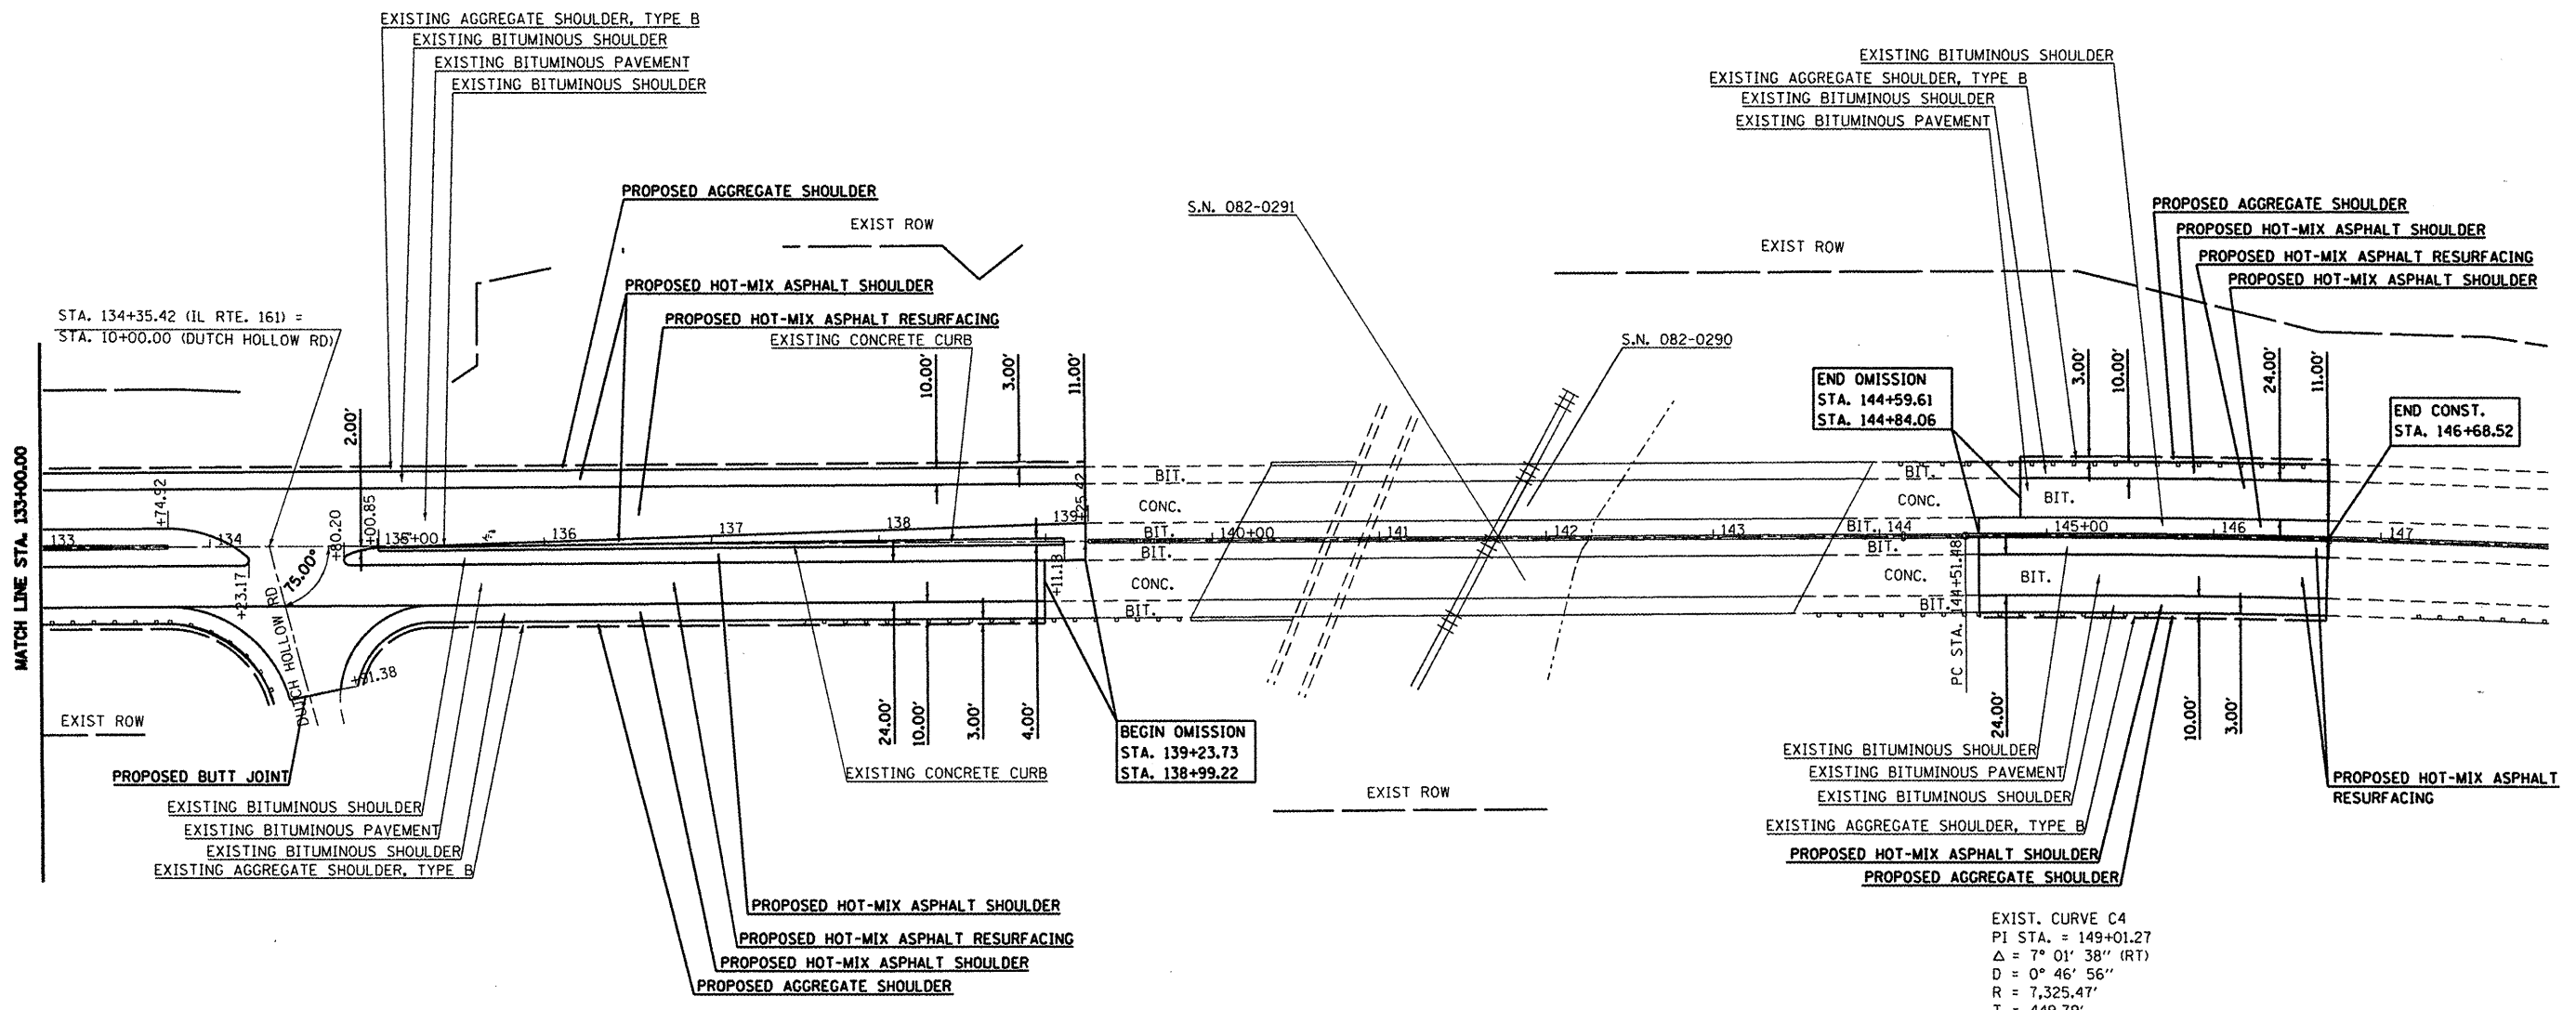 EXISTING AGGREGATE SHOULDER, TYPE B
EXISTING BITUMINOUS SHOULDER
EXISTING BITUMINOUS PAVEMENT
EXISTING BITUMINOUS SHOULDER
EXISTING BITUMINOUS SHOULDER
EXISTING AGGREGATE SHOULDER, TYPE B
EXISTING BITUMINOUS SHOULDER
EXISTING BITUMINOUS PAVEMENT
PROPOSED AGGREGATE SHOULDER
EXIST ROW
PROPOSED HOT-MIX ASPHALT SHOULDER
PROPOSED HOT-MIX ASPHALT RESURFACING
EXISTING CONCRETE CURB
S.N. 082-0291
S.N. 082-0290
EXIST ROW
PROPOSED AGGREGATE SHOULDER
PROPOSED HOT-MIX ASPHALT SHOULDER
PROPOSED HOT-MIX ASPHALT RESURFACING
PROPOSED HOT-MIX ASPHALT SHOULDER
STA. 134+35.42 (IL RTE. 161) =
STA. 10+00.00 (DUTCH HOLLOW RD)
MATCH LINE STA. 133+00.00
2.00'
10.00'
3.00'
11.00'
END OMISSION
STA. 144+59.61
STA. 144+84.06
3.00'
10.00'
24.00'
11.00'
END CONST.
STA. 146+68.52
+74.92
+80.20
+00.85
+25.42
BIT.
CONC.
BIT.
BIT.
CONC.
BIT.
BIT.
CONC.
BIT.
BIT.
CONC.
BIT.
BIT.
BIT.
133
134
135+00
136
137
138
139
140+00
141
142
143
144
145+00
146
147
+23.17
75.00°
DUTCH HOLLOW RD
+91.38
+11.18
PC STA. 144+51.48
EXIST ROW
PROPOSED BUTT JOINT
24.00'
10.00'
3.00'
4.00'
BEGIN OMISSION
STA. 139+23.73
STA. 138+99.22
EXISTING CONCRETE CURB
EXIST ROW
24.00'
10.00'
3.00'
EXISTING BITUMINOUS SHOULDER
EXISTING BITUMINOUS PAVEMENT
EXISTING BITUMINOUS SHOULDER
EXISTING AGGREGATE SHOULDER, TYPE B
PROPOSED HOT-MIX ASPHALT SHOULDER
PROPOSED HOT-MIX ASPHALT RESURFACING
PROPOSED HOT-MIX ASPHALT SHOULDER
PROPOSED AGGREGATE SHOULDER
EXISTING BITUMINOUS SHOULDER
EXISTING BITUMINOUS PAVEMENT
EXISTING BITUMINOUS SHOULDER
EXISTING AGGREGATE SHOULDER, TYPE B
PROPOSED HOT-MIX ASPHALT SHOULDER
PROPOSED AGGREGATE SHOULDER
PROPOSED HOT-MIX ASPHALT
RESURFACING
EXIST. CURVE C4
PI STA. = 149+01.27
Δ = 7° 01' 38" (RT)
D = 0° 46' 56"
R = 7,325.47'